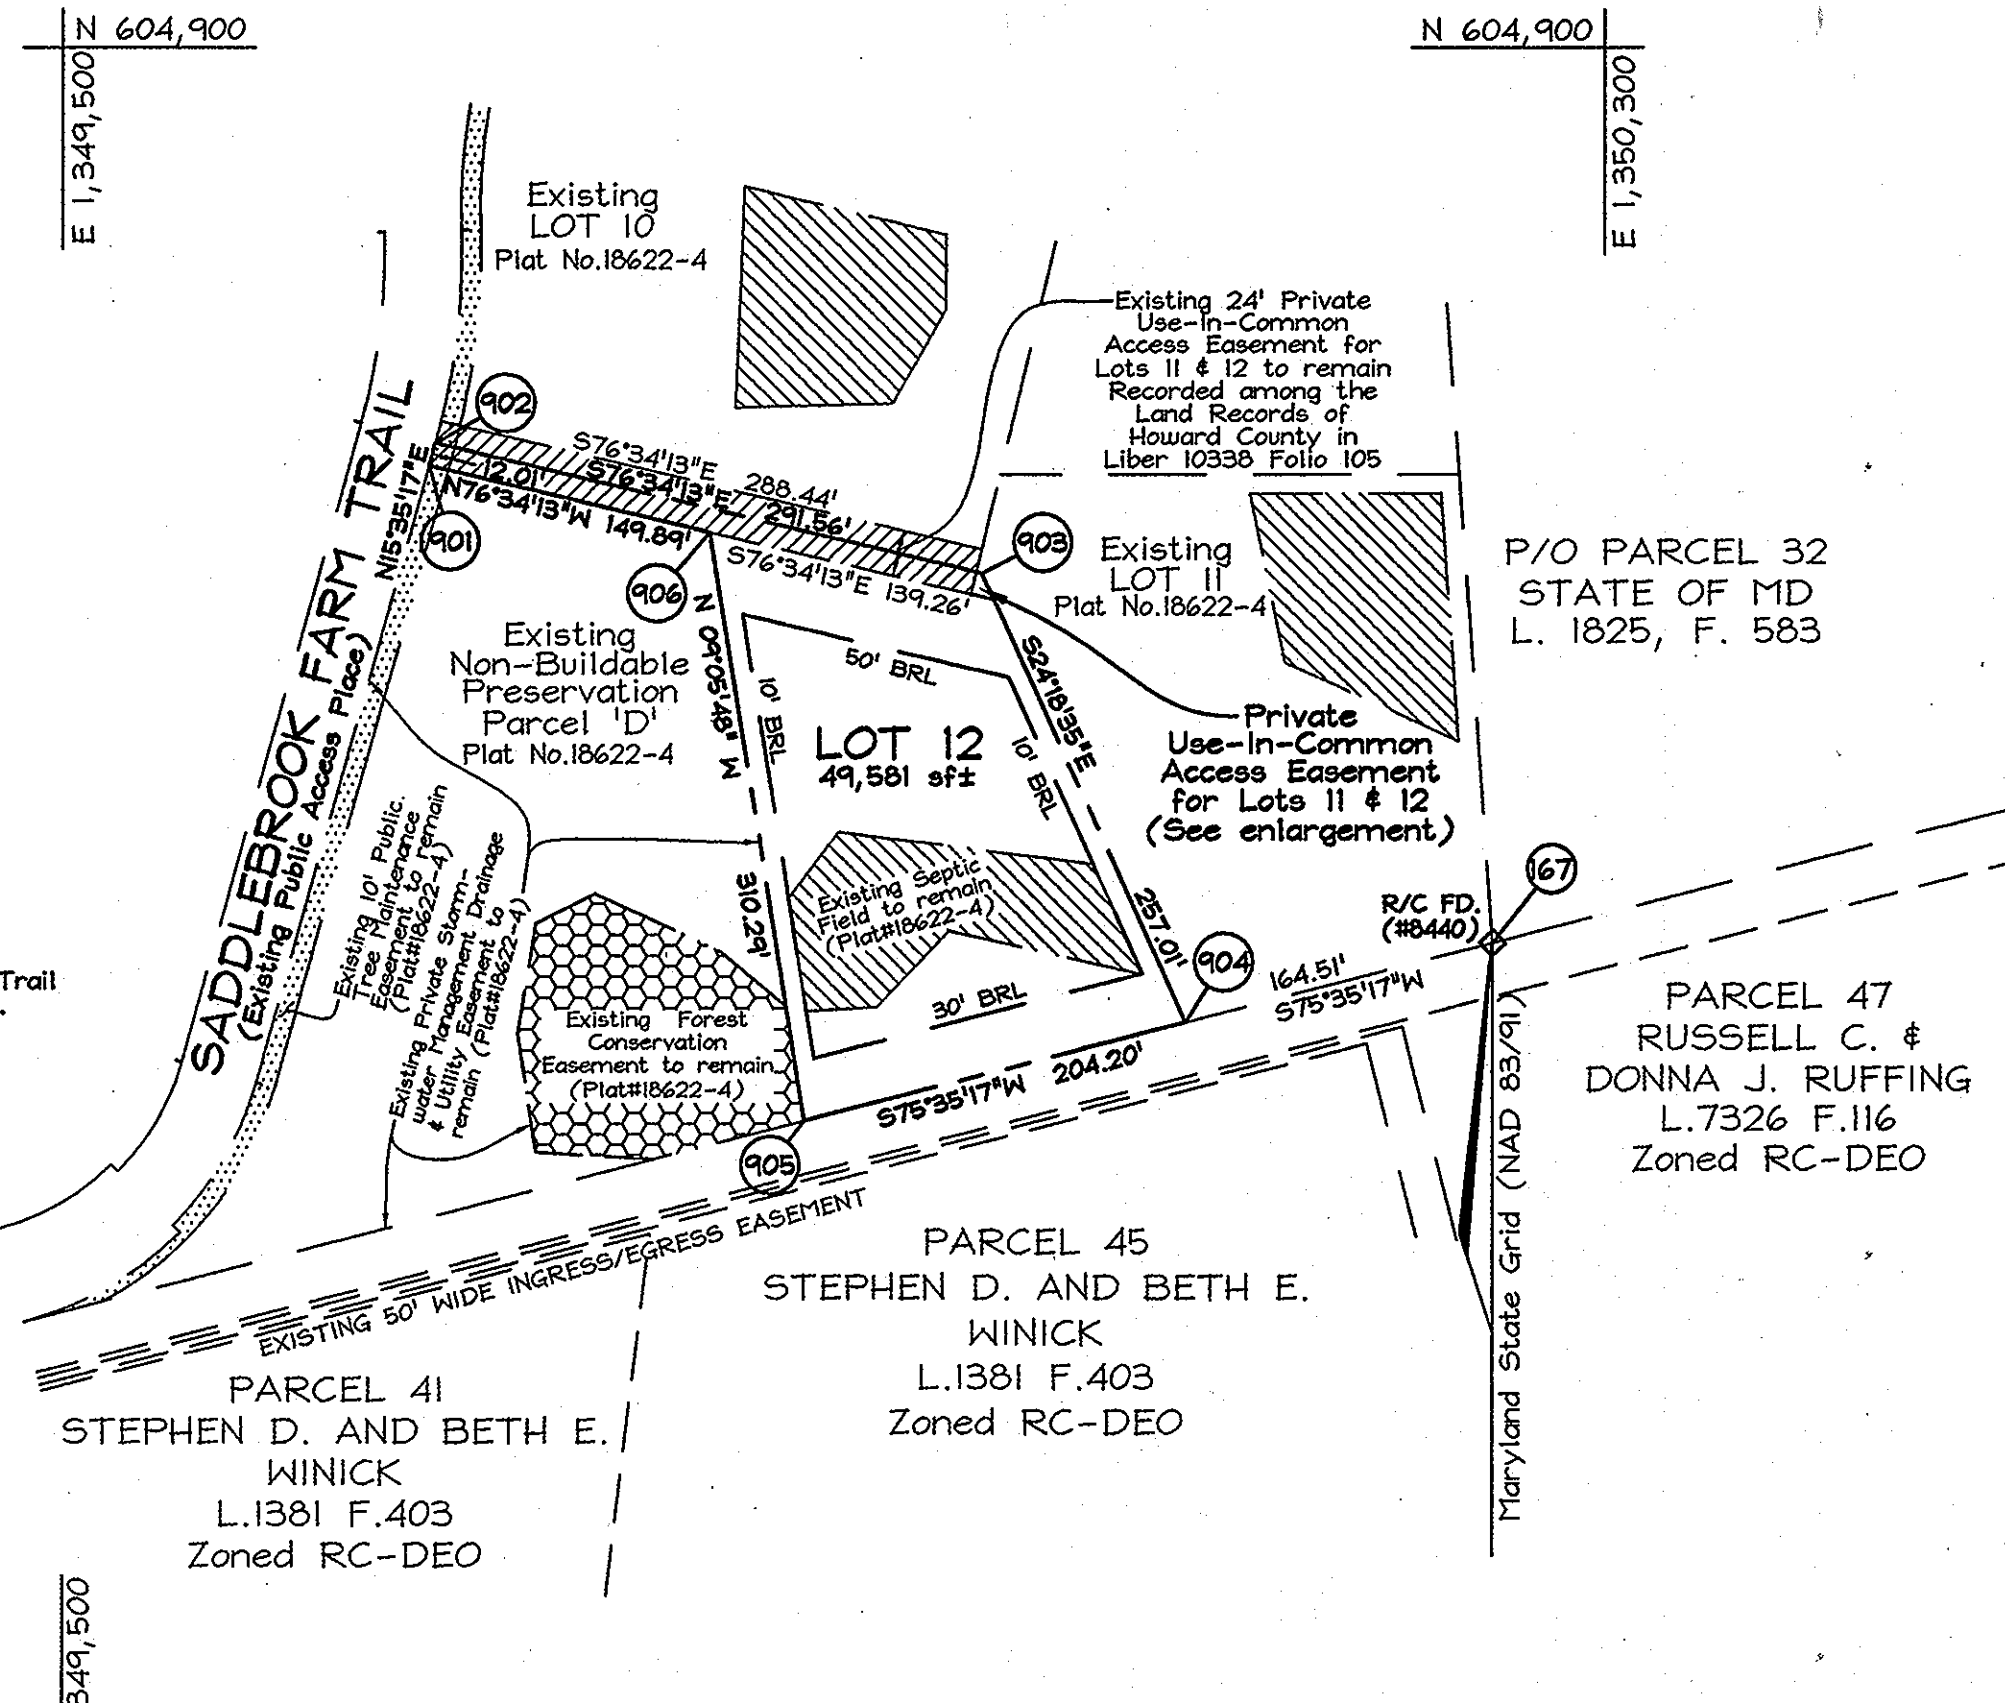 N 604,900
E 1,349,500
N 604,900
E 1,350,300
Existing
LOT 10
Plat No.18622-4
Existing 24' Private
Use-In-Common
Access Easement for
Lots 11 & 12 to remain
Recorded among the
Land Records of
Howard County in
Liber 10338 Folio 105
902
S76°34'13"E 288.44'
S76°34'13"E 291.56'
12.01'
N76°34'13"W 149.89'
N15°35'17"E
901
906
S76°34'13"E 139.26'
903
Existing
LOT 11
Plat No.18622-4
P/O PARCEL 32
STATE OF MD
L. 1825, F. 583
SADDLEBROOK FARM TRAIL
(Existing Public Access Place)
Existing
Non-Buildable
Preservation
Parcel 'D'
Plat No.18622-4
N 09°05'48" W
310.29'
10' BRL
50' BRL
LOT 12
49,581 sf±
10' BRL
S24°18'35"E
257.01'
Private
Use-In-Common
Access Easement
for Lots 11 & 12
(See enlargement)
Existing 10' Public
Tree Maintenance
Easement to remain
(Plat#18622-4)
Existing Private Storm-
water Management Drainage
& Utility Easement to
remain (Plat#18622-4)
Existing Septic
Field to remain
(Plat#18622-4)
Existing Forest
Conservation
Easement to remain
(Plat#18622-4)
30' BRL
904
164.51'
S75°35'17"W
R/C FD.
(#8440)
167
S75°35'17"W 204.20'
905
Trail
.
PARCEL 47
RUSSELL C. &
DONNA J. RUFFING
L.7326 F.116
Zoned RC-DEO
Maryland State Grid (NAD 83/91)
EXISTING 50' WIDE INGRESS/EGRESS EASEMENT
PARCEL 45
STEPHEN D. AND BETH E.
WINICK
L.1381 F.403
Zoned RC-DEO
PARCEL 41
STEPHEN D. AND BETH E.
WINICK
L.1381 F.403
Zoned RC-DEO
349,500